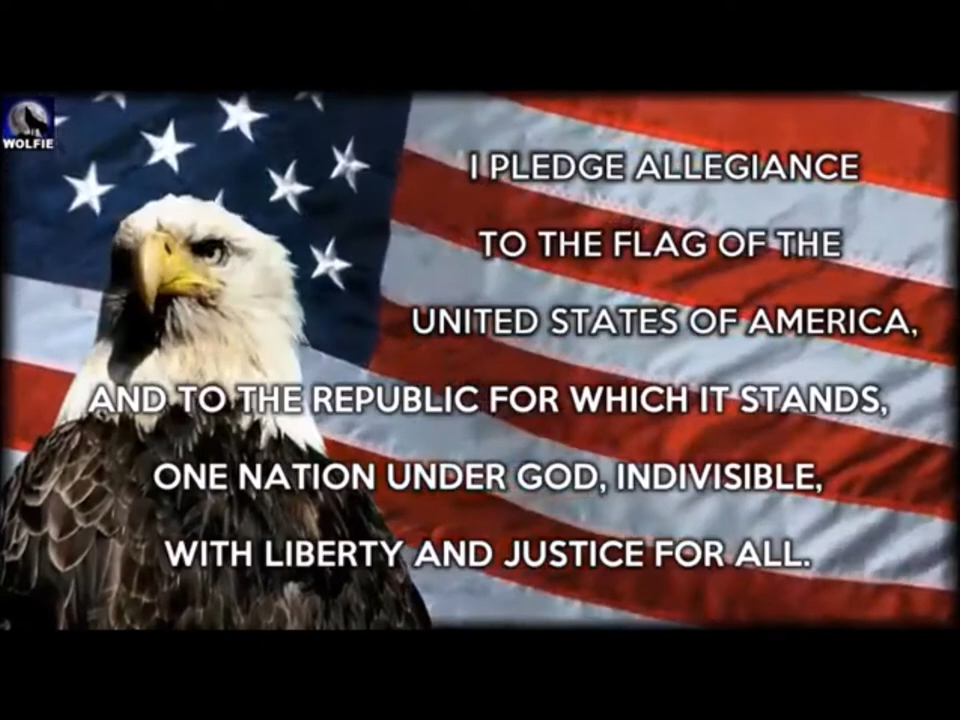 WOLFIE
I PLEDGE ALLEGIANCE
TO THE FLAG OF THE
UNITED STATES OF AMERICA,
AND TO THE REPUBLIC FOR WHICH IT STANDS,
ONE NATION UNDER GOD, INDIVISIBLE,
WITH LIBERTY AND JUSTICE FOR ALL.